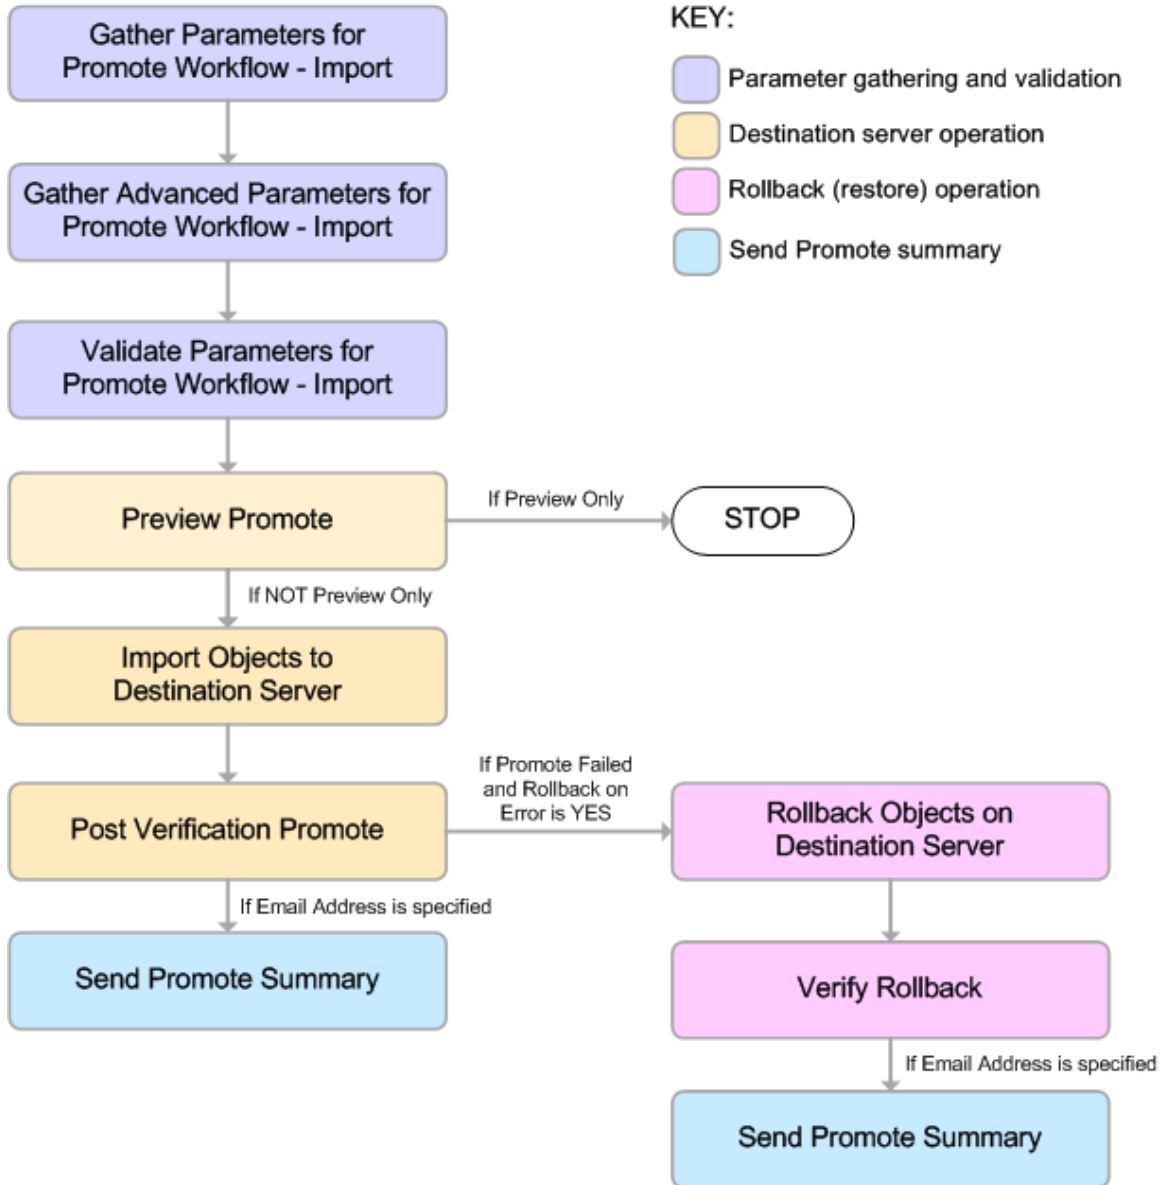 Gather Parameters for
Promote Workflow - Import
KEY:
Parameter gathering and validation
Destination server operation
Rollback (restore) operation
Send Promote summary
Gather Advanced Parameters for
Promote Workflow - Import
Validate Parameters for
Promote Workflow - Import
Preview Promote
If Preview Only
STOP
If NOT Preview Only
Import Objects to
Destination Server
Post Verification Promote
If Promote Failed
and Rollback on
Error is YES
Rollback Objects on
Destination Server
If Email Address is specified
Send Promote Summary
Verify Rollback
If Email Address is specified
Send Promote Summary